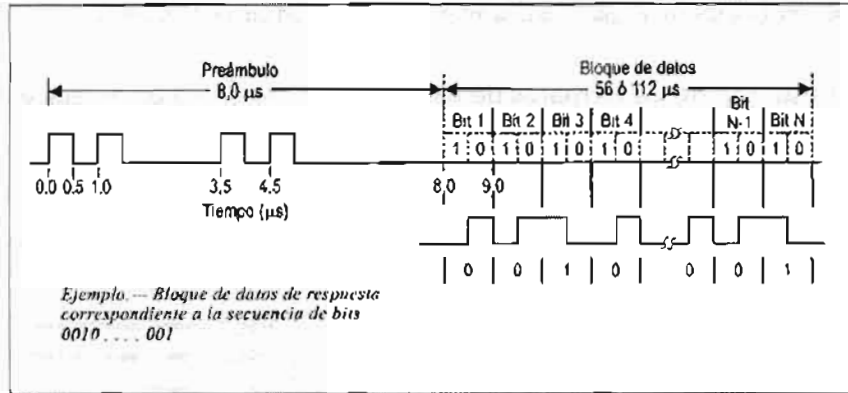 Preámbulo
8,0 µs
Bloque de datos
56 ó 112 µs
Bit 1 Bit 2 Bit 3 Bit 4 Bit N-1 Bit N
1 0 1 0 1 0 1 0 1 0 1 0
0.0 0.5 1,0 3,5 4,5 8,0 9,0
Tiempo (µs)
0 0 1 0 0 0 1
Ejemplo. — Bloque de datos de respuesta
correspondiente a la secuencia de bits
0010 . . . . 001